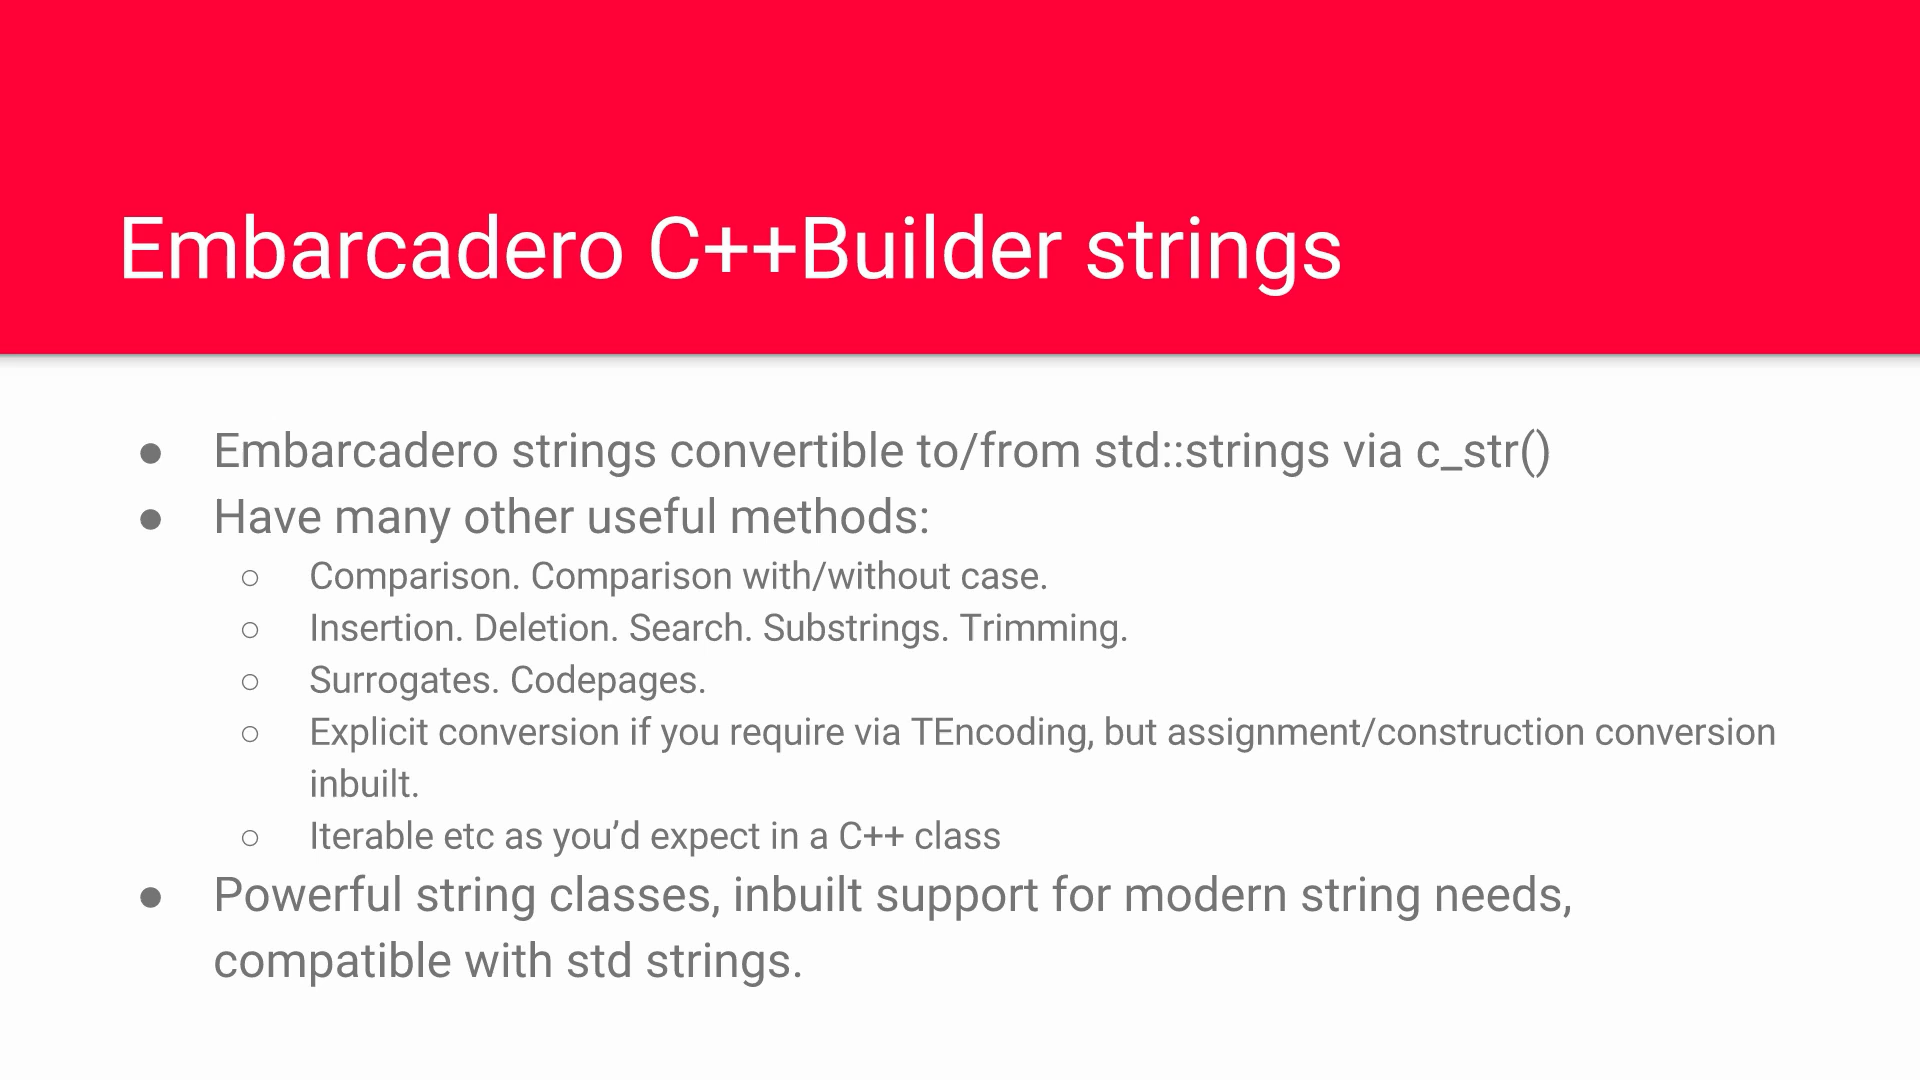 Embarcadero C++Builder strings
● Embarcadero strings convertible to/from std::strings via c_str()
● Have many other useful methods:
○ Comparison. Comparison with/without case.
○ Insertion. Deletion. Search. Substrings. Trimming.
○ Surrogates. Codepages.
○ Explicit conversion if you require via TEncoding, but assignment/construction conversion
inbuilt.
○ Iterable etc as you’d expect in a C++ class
● Powerful string classes, inbuilt support for modern string needs,
compatible with std strings.